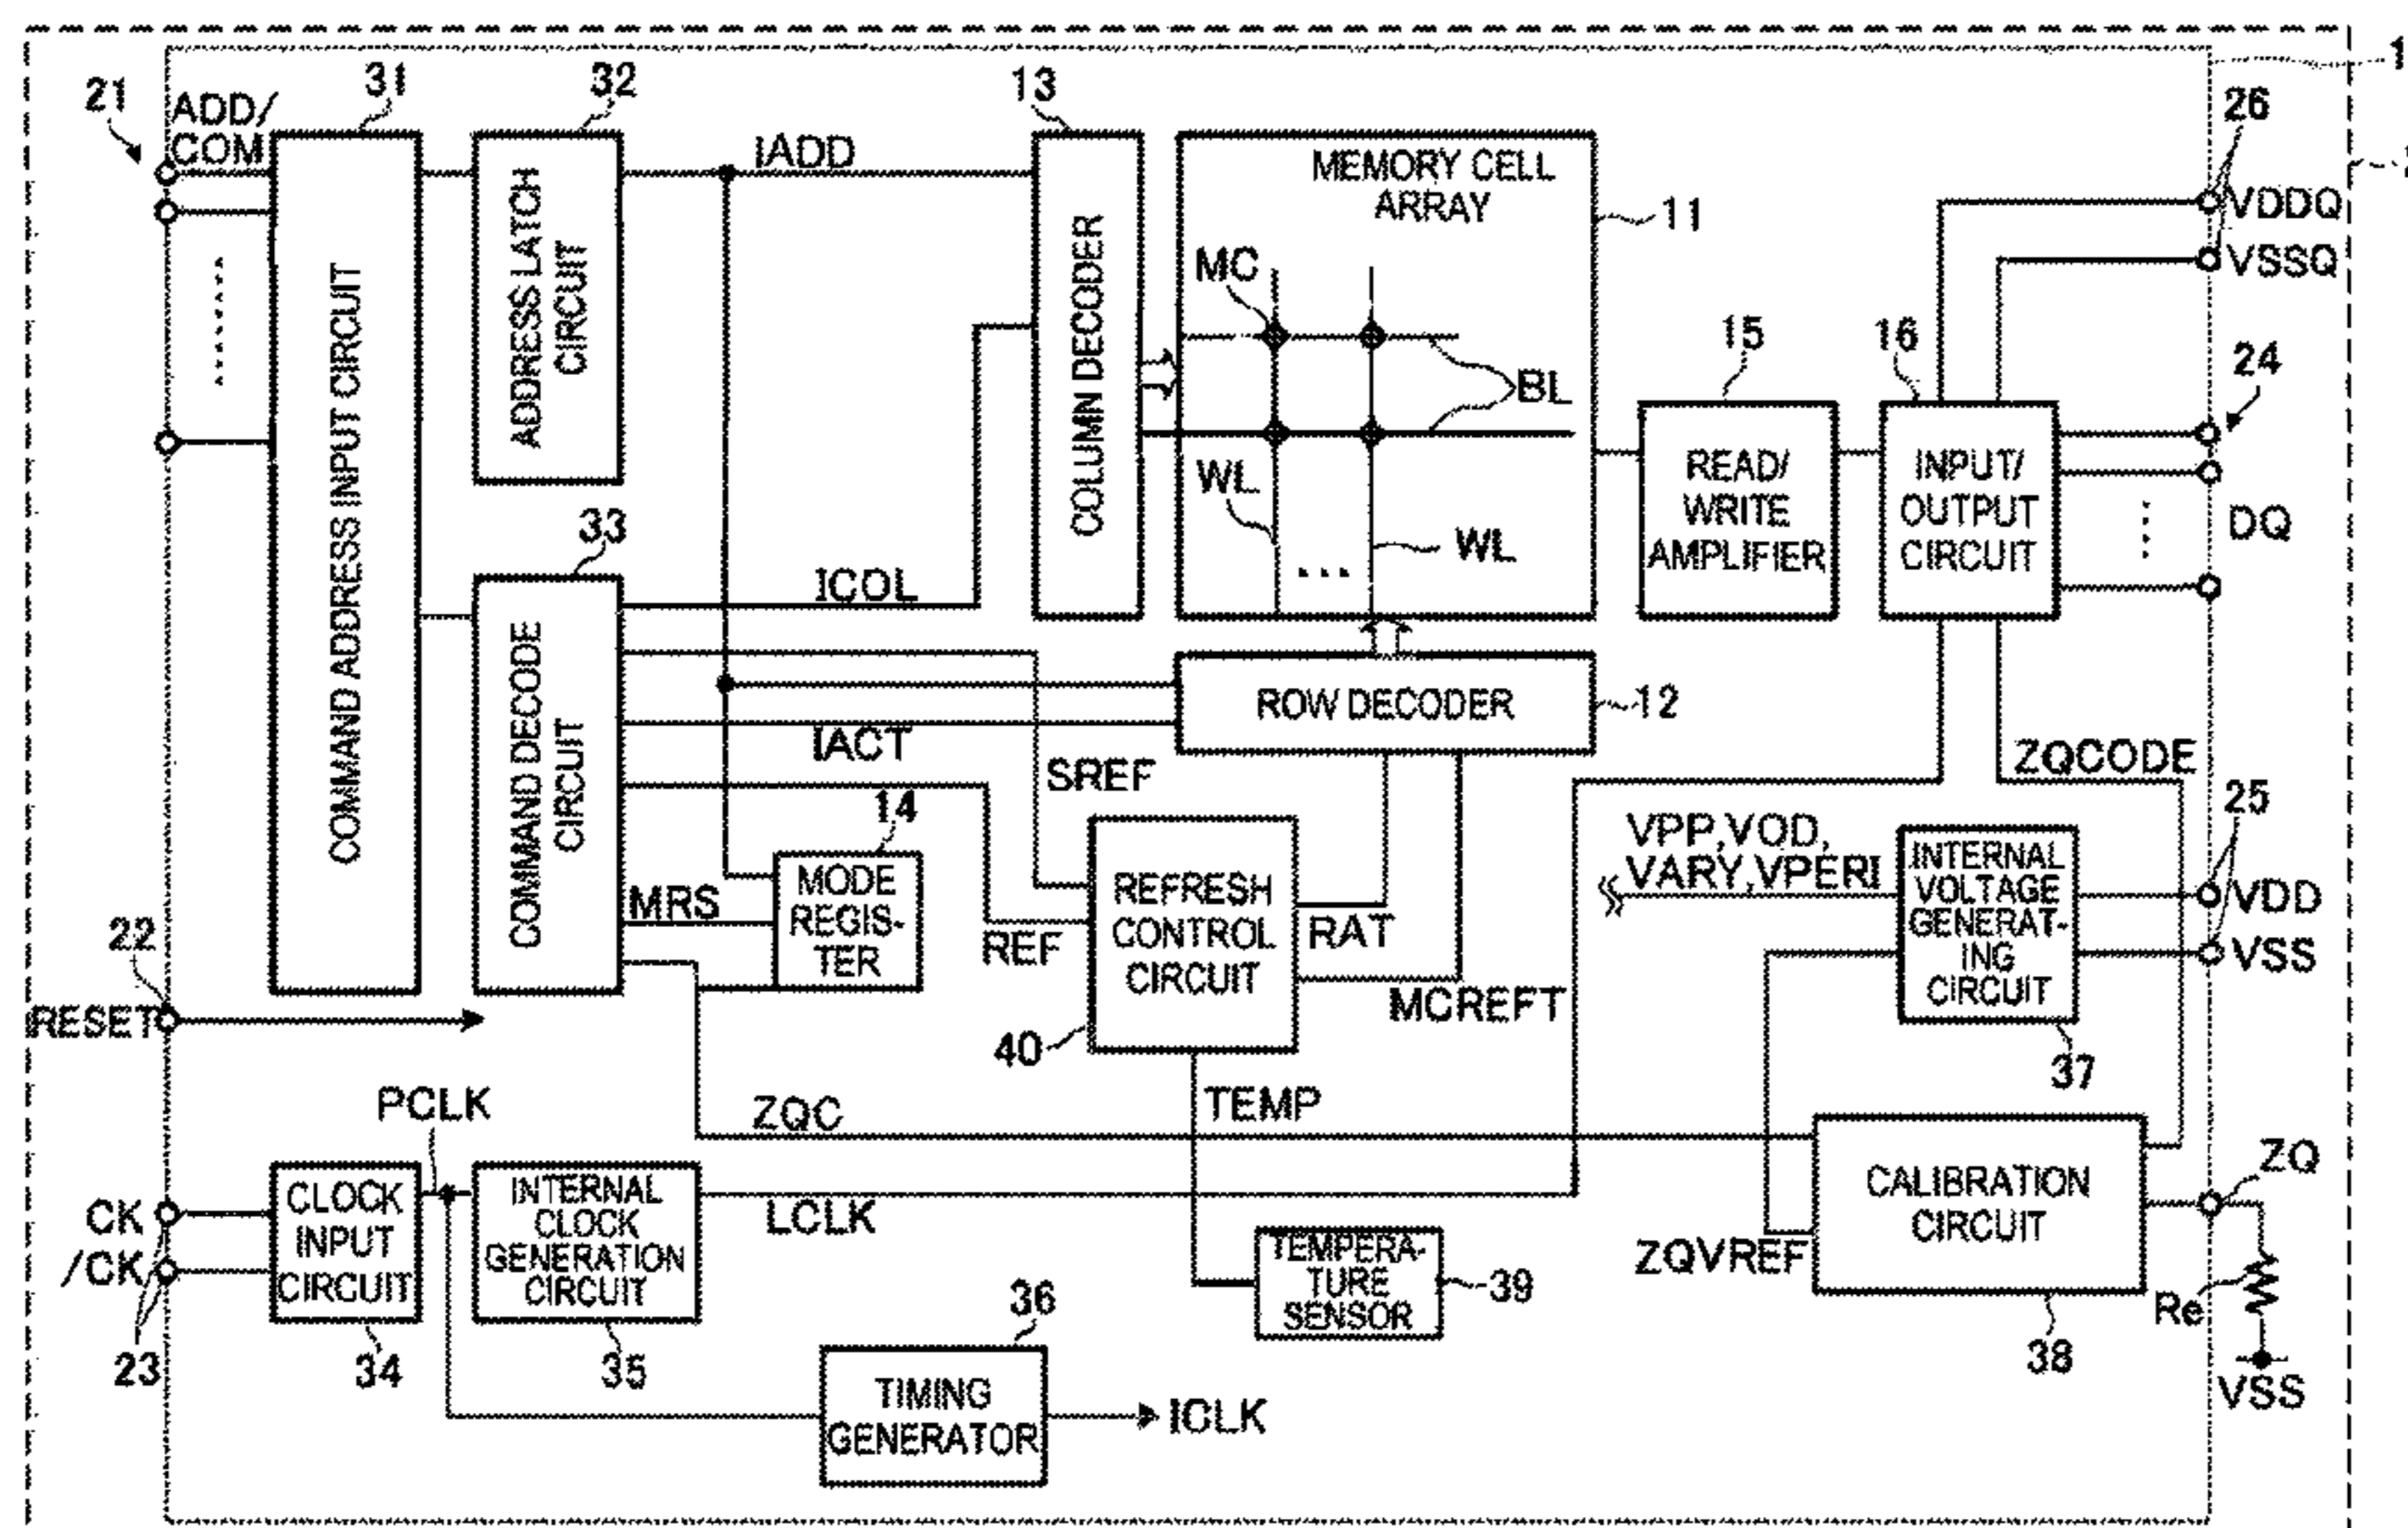 1
21
ADD/
COM
31
32
13
26
COMMAND ADDRESS INPUT CIRCUIT
ADDRESS LATCH
CIRCUIT
IADD
COLUMN DECODER
MEMORY CELL
ARRAY
11
MC
BL
WL
WL
...
VDDQ
VSSQ
15
16
24
READ/
WRITE
AMPLIFIER
INPUT/
OUTPUT
CIRCUIT
DQ
33
COMMAND DECODE
CIRCUIT
ICOL
IACT
ROW DECODER
12
SREF
ZQCODE
14
MODE
REGIS-
TER
MRS
REF
REFRESH
CONTROL
CIRCUIT
40
RAT
MCREFT
VPP,VOD,
VARY,VPERI
INTERNAL
VOLTAGE
GENERAT-
ING
CIRCUIT
37
25
VDD
VSS
22
RESET
PCLK
ZQC
TEMP
CK
/CK
23
CLOCK
INPUT
CIRCUIT
34
INTERNAL
CLOCK
GENERATION
CIRCUIT
35
LCLK
TEMPERA-
TURE
SENSOR
39
ZQVREF
CALIBRATION
CIRCUIT
38
ZQ
Re
VSS
36
TIMING
GENERATOR
ICLK